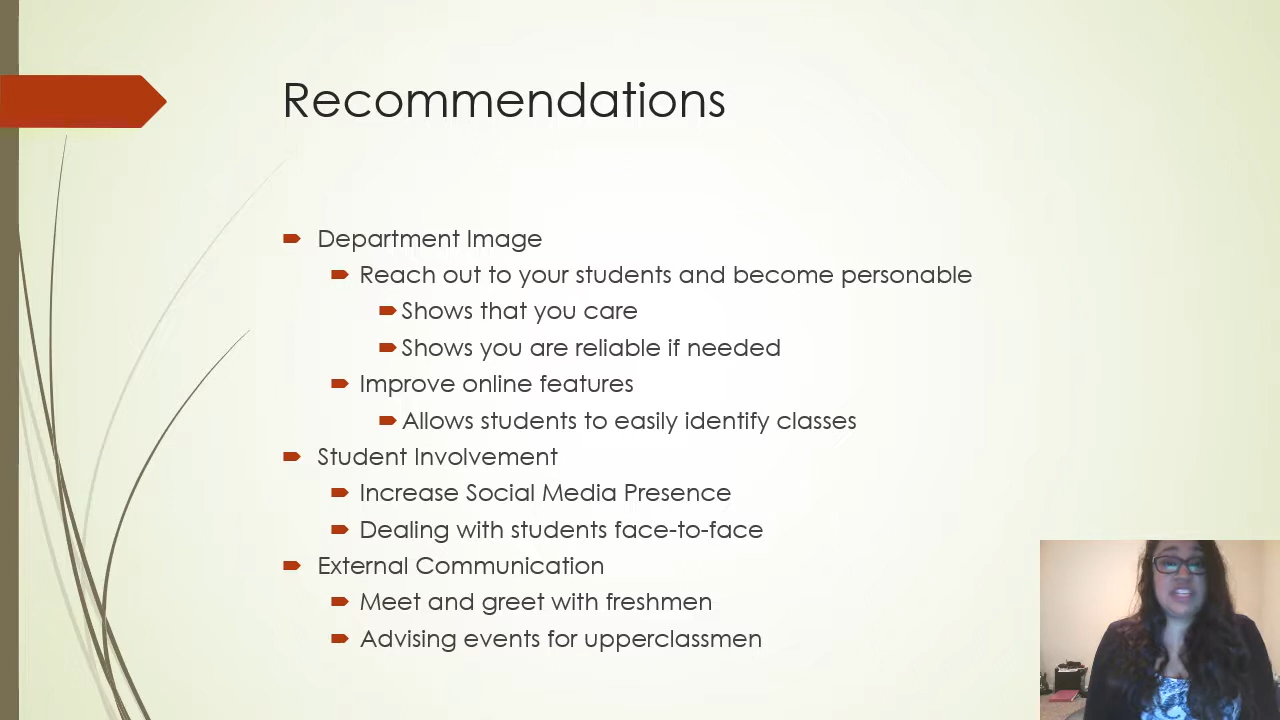 Recommendations
Department Image
Reach out to your students and become personable
Shows that you care
Shows you are reliable if needed
Improve online features
Allows students to easily identify classes
Student Involvement
Increase Social Media Presence
Dealing with students face-to-face
External Communication
Meet and greet with freshmen
Advising events for upperclassmen